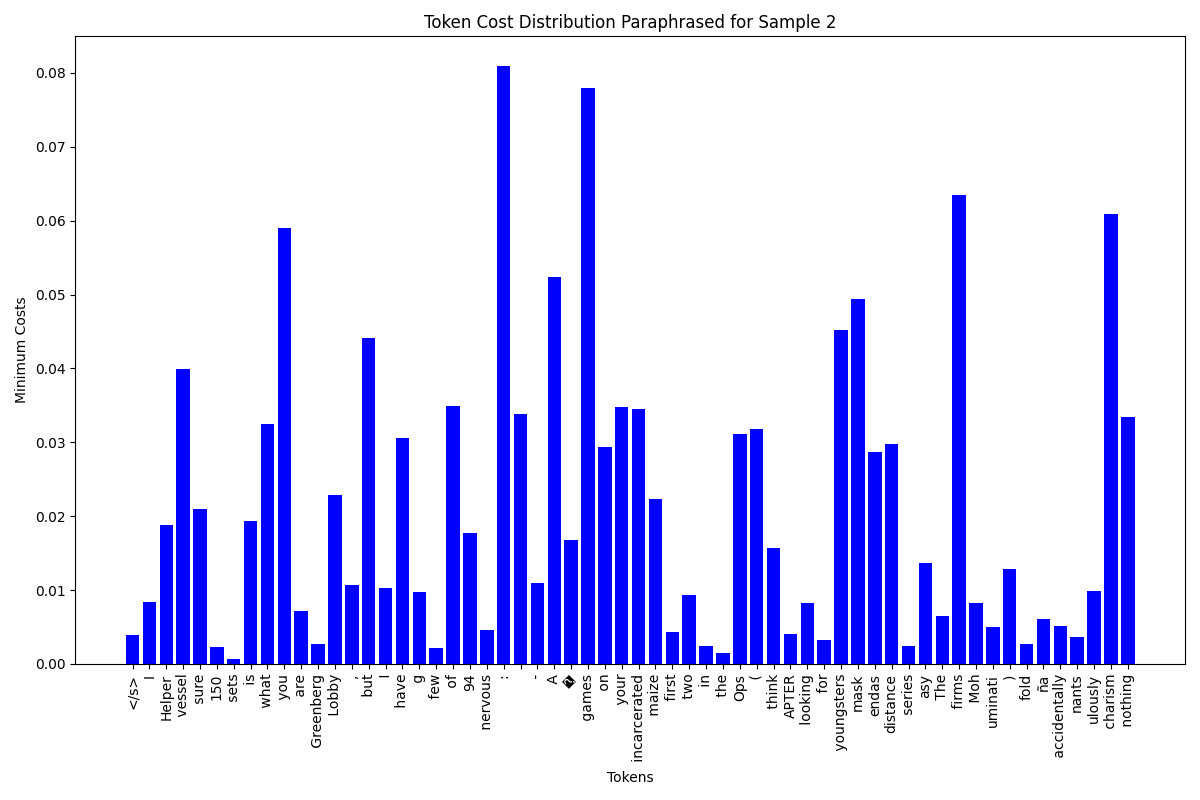 Token Cost Distribution Paraphrased for Sample 2
Minimum Costs
0.08
0.07
0.06
0.05
0.04
0.03
0.02
0.01
0.00
</s>
I
Helper
vessel
sure
150
sets
is
what
you
are
Greenberg
Lobby
,
but
I
have
g
few
of
94
nervous
:
-
A
�
games
on
your
incarcerated
maize
first
two
in
the
Ops
(
think
APTER
looking
for
youngsters
mask
endas
distance
series
asy
The
firms
Moh
uminati
)
fold
ña
accidentally
nants
ulously
charism
nothing
Tokens